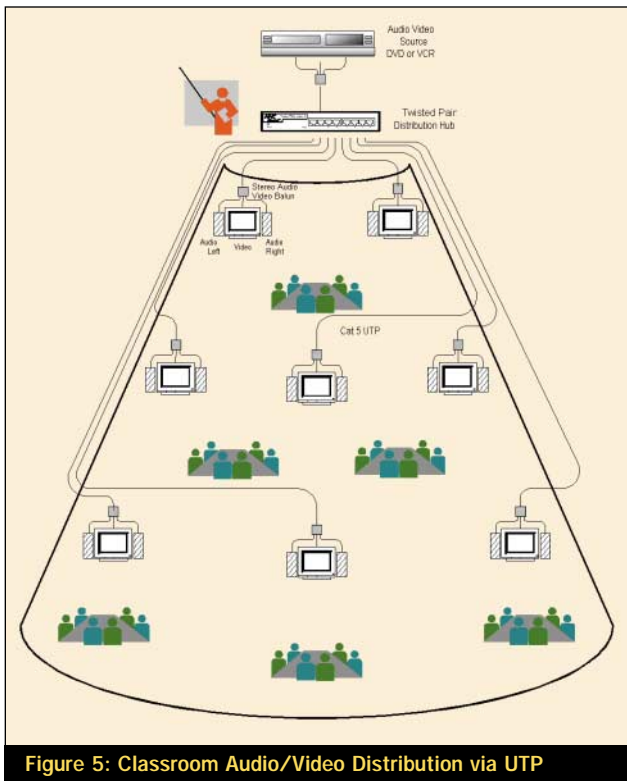 Audio Video
Source
DVD or VCR
Twisted Pair
Distribution Hub
Stereo Audio
Video Balun
Audio
Left
Video
Audio
Right
Cat 5 UTP
Figure 5: Classroom Audio/Video Distribution via UTP